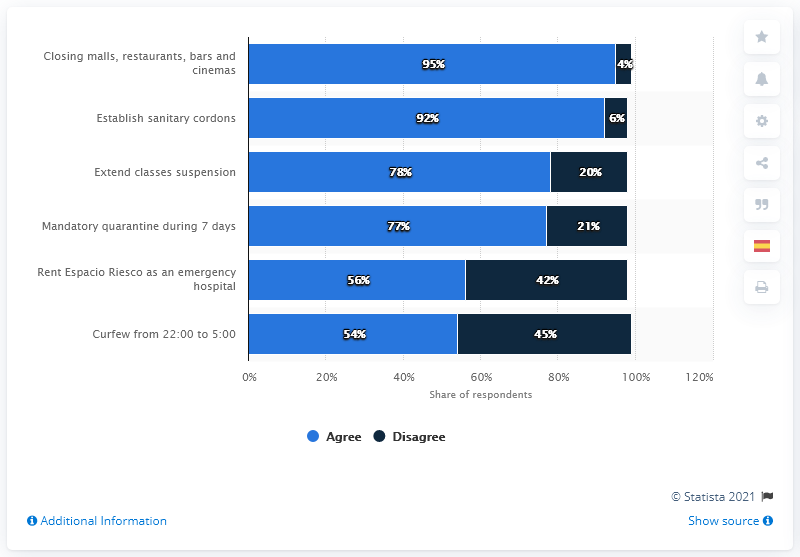 Closing malls, restaurants, bars and
cinemas
95%
4%
Establish sanitary cordons
92%
6%
Extend classes suspension
78%
20%
Mandatory quarantine during 7 days
77%
21%
Rent Espacio Riesco as an emergency
hospital
56%
42%
Curfew from 22:00 to 5:00
54%
45%
0% 20% 40% 60% 80% 100% 120%
Share of respondents
Agree Disagree
© Statista 2021
Additional Information
Show source